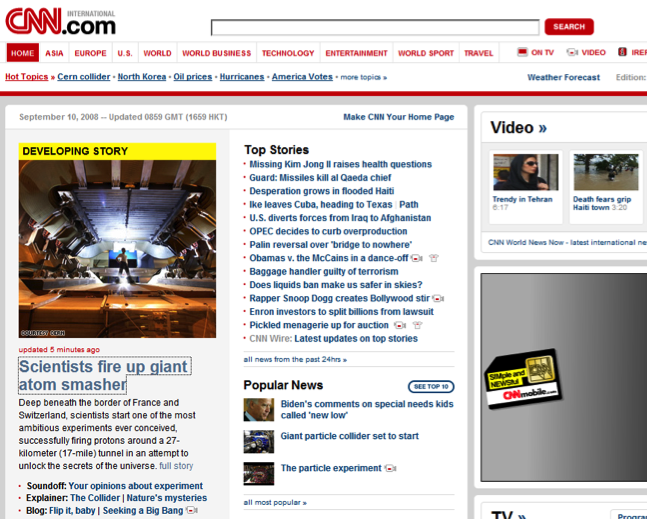 CNN INTERNATIONAL
.com
SEARCH
HOME ASIA EUROPE U.S. WORLD WORLD BUSINESS TECHNOLOGY ENTERTAINMENT WORLD SPORT TRAVEL ON TV VIDEO
Hot Topics » Cern collider • North Korea • Oil prices • Hurricanes • America Votes • more topics » Weather Forecast Edition:
September 10, 2008 -- Updated 0859 GMT (1659 HKT) Make CNN Your Home Page
DEVELOPING STORY
COURTESY CERN
updated 5 minutes ago
Scientists fire up giant
atom smasher
Deep beneath the border of France and
Switzerland, scientists start one of the most
ambitious experiments ever conceived,
successfully firing protons around a 27-
kilometer (17-mile) tunnel in an attempt to
unlock the secrets of the universe. full story
• Soundoff: Your opinions about experiment
• Explainer: The Collider | Nature's mysteries
• Blog: Flip it, baby | Seeking a Big Bang
Top Stories
• Missing Kim Jong Il raises health questions
• Guard: Missiles kill al Qaeda chief
• Desperation grows in flooded Haiti
• Ike leaves Cuba, heading to Texas | Path
• U.S. diverts forces from Iraq to Afghanistan
• OPEC decides to curb overproduction
• Palin reversal over 'bridge to nowhere'
• Obamas v. the McCains in a dance-off
• Baggage handler guilty of terrorism
• Does liquids ban make us safer in skies?
• Rapper Snoop Dogg creates Bollywood stir
• Enron investors to split billions from lawsuit
• Pickled menagerie up for auction
• CNN Wire: Latest updates on top stories
all news from the past 24hrs »
Popular News SEE TOP 10
Biden's comments on special needs kids
called 'new low'
Giant particle collider set to start
The particle experiment
all most popular »
Video »
Trendy in Tehran
6:17
Death fears grip
Haiti town 3:20
CNN World News Now - latest international ne
SIMple and
NEWSful
CNNmobile.com
TV »
Progra